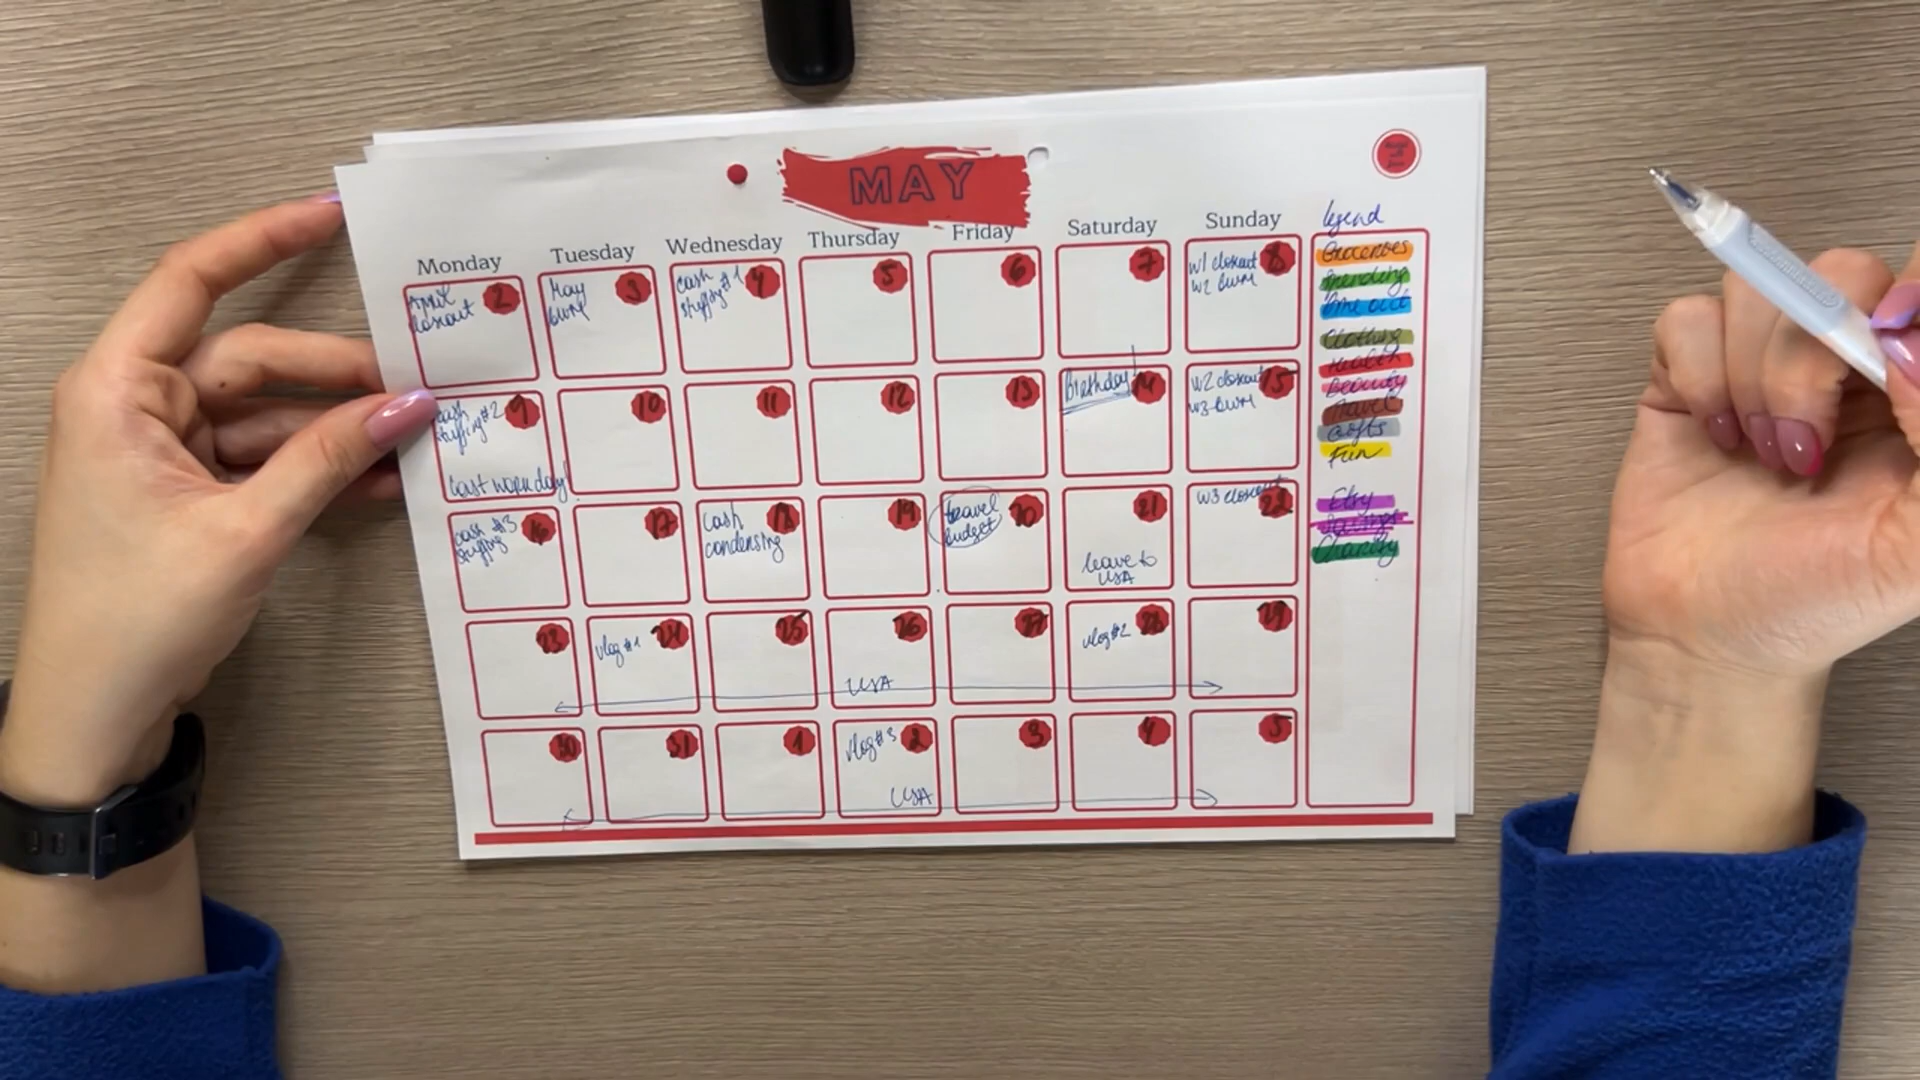 MAY
Monday Tuesday Wednesday Thursday Friday Saturday Sunday
legend
April
closeout
2
May
BWM
3
cash #1
stuffing
4
5
6
7
W1 closeout
W2 BWM
8
Groceries
Spending
Dine out
Clothing
Health
Beauty
Travel
Gifts
Fun
Etsy
Savings
Charity
cash
stuffing #2
9
last work day!
10
11
12
13
Birthday!
14
W2 closeout
W3 BWM
15
cash #3
stuffing
16
17
cash
condensing
18
19
travel
budget
20
21
leave to
USA
W3 closeout
22
23
vlog #1
24
25
26
27
vlog #2
28
29
USA
30
31
1
vlog #3
2
3
4
5
USA